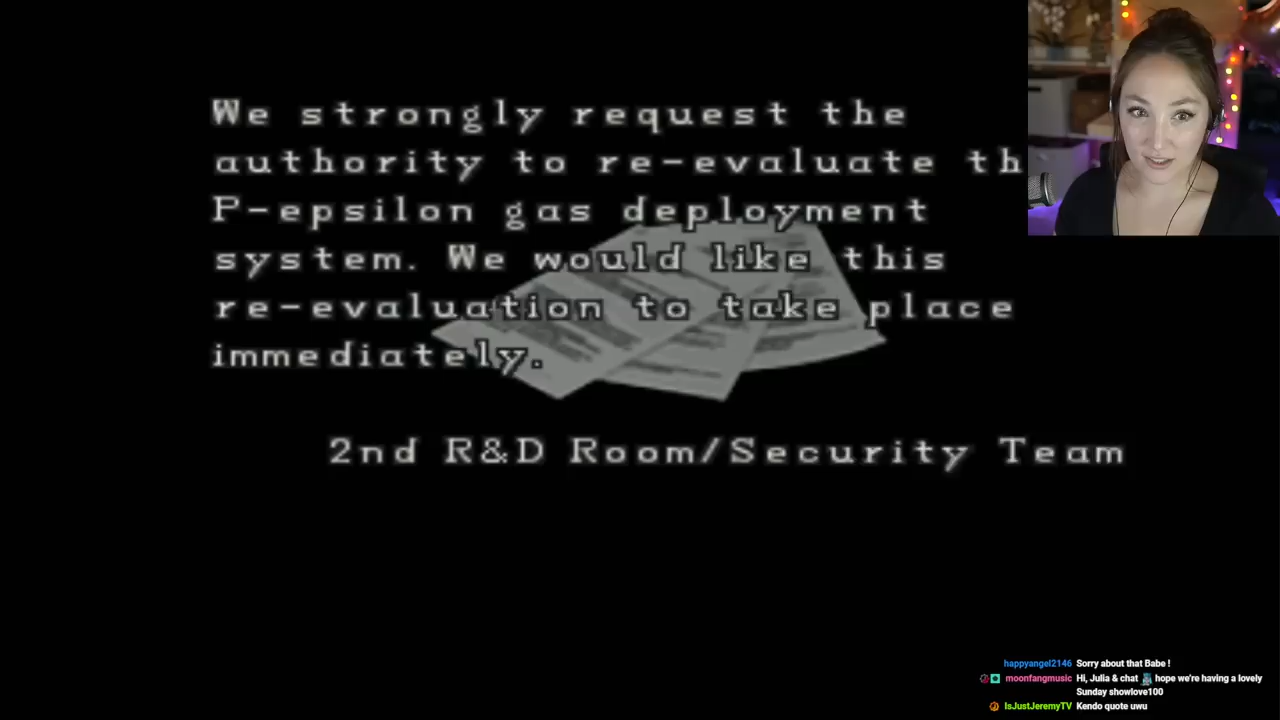 We strongly request the
authority to re-evaluate th
P-epsilon gas deployment
system. We would like this
re-evaluation to take place
immediately.
2nd R&D Room/Security Team
happyangel2146 Sorry about that Babe !
moonfangmusic Hi, Julia & chat hope we're having a lovely
Sunday showlove100
IsJustJeremyTV Kendo quote uwu